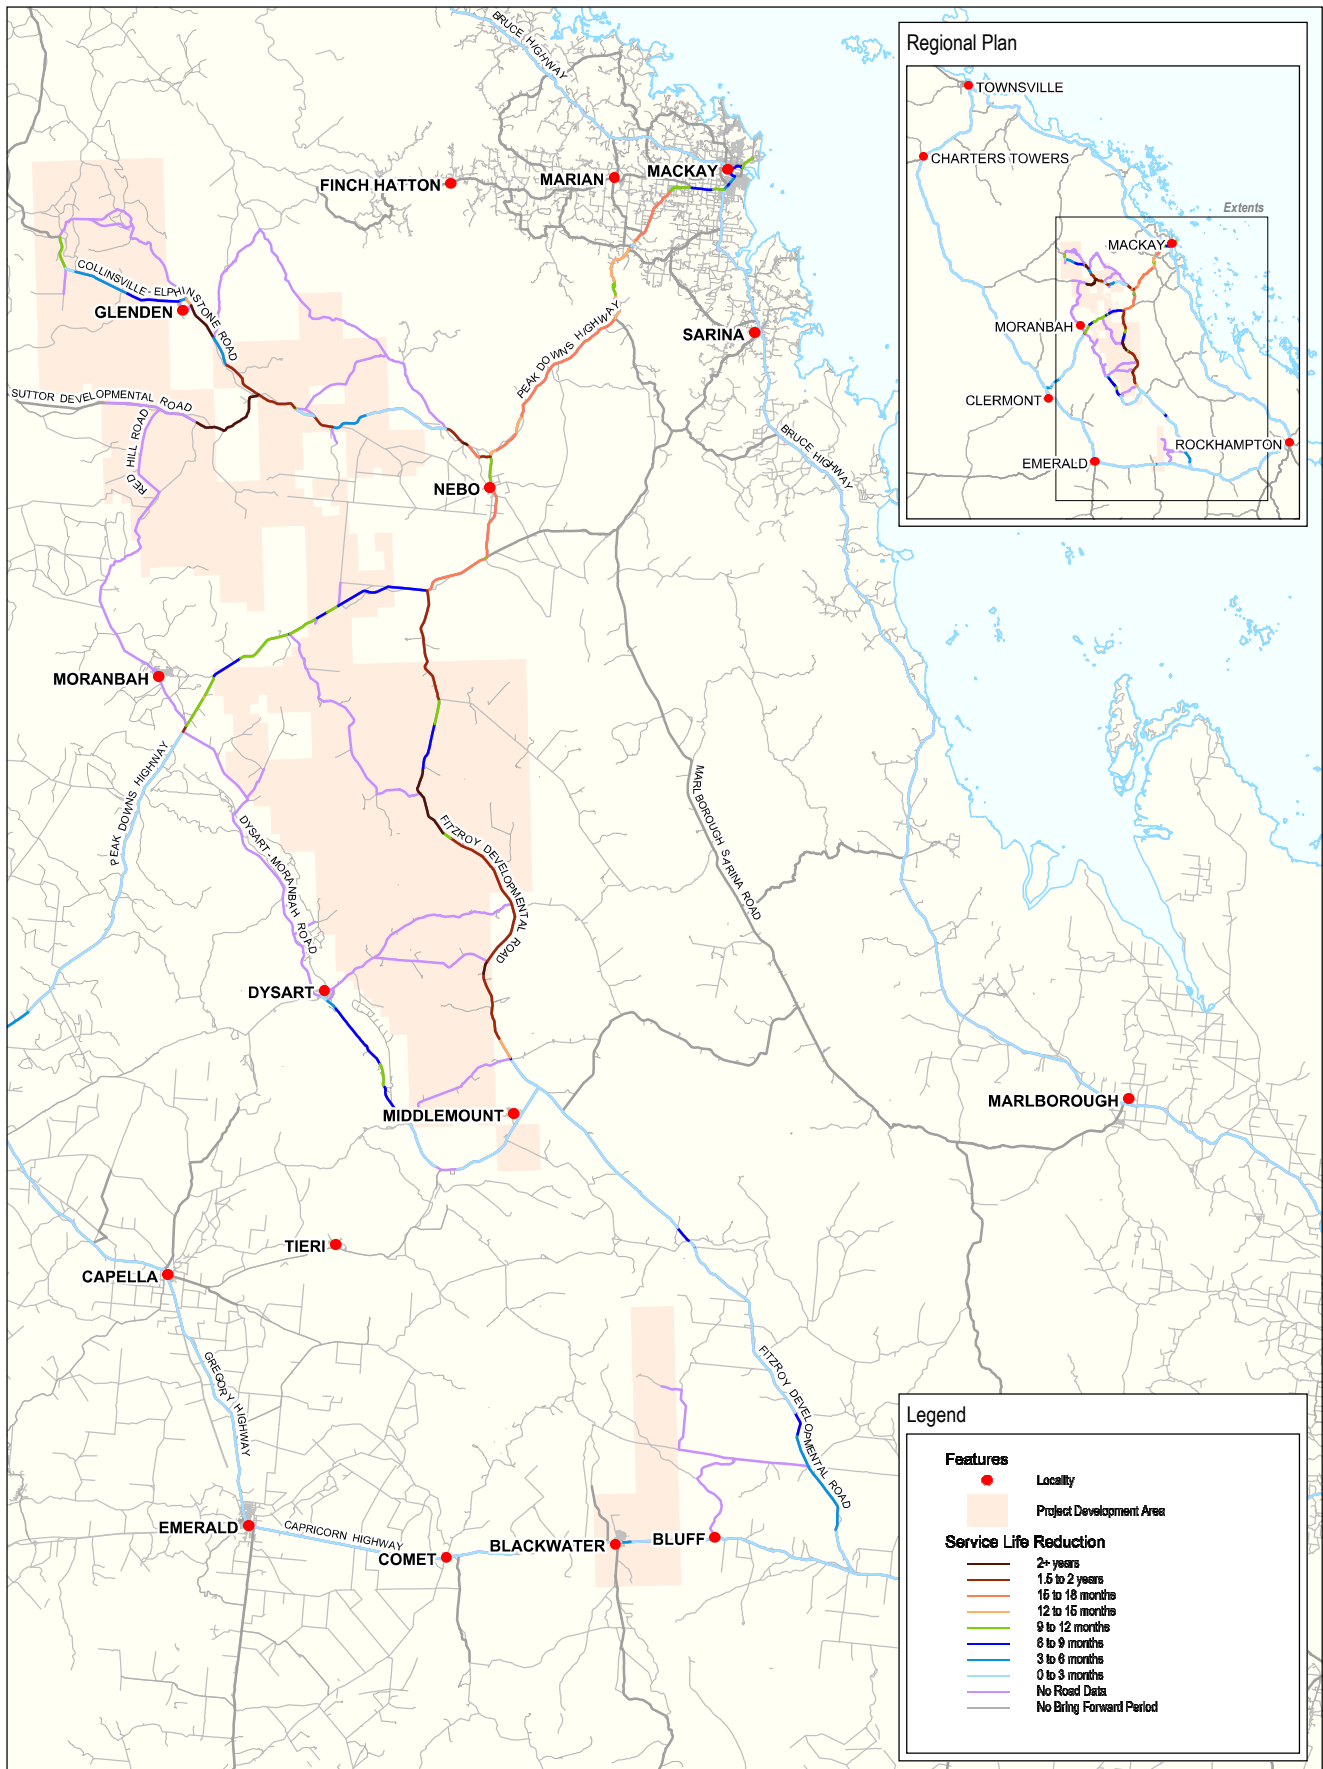 BRUCE HIGHWAY
Regional Plan
TOWNSVILLE
CHARTERS TOWERS
Extents
MACKAY
MORANBAH
CLERMONT
ROCKHAMPTON
EMERALD
FINCH HATTON
MARIAN
MACKAY
COLLINSVILLE-ELPHINSTONE ROAD
GLENDEN
PEAK DOWNS HIGHWAY
SARINA
SUTTOR DEVELOPMENTAL ROAD
RED HILL ROAD
BRUCE HIGHWAY
NEBO
MORANBAH
PEAK DOWNS HIGHWAY
DYSART-MORANBAH ROAD
FITZROY DEVELOPMENTAL ROAD
MARLBOROUGH SARINA ROAD
DYSART
MIDDLEMOUNT
MARLBOROUGH
TIERI
CAPELLA
GREGORY HIGHWAY
FITZROY DEVELOPMENTAL ROAD
EMERALD
CAPRICORN HIGHWAY
COMET
BLACKWATER
BLUFF
Legend
Features
Locality
Project Development Area
Service Life Reduction
2+ years
1.5 to 2 years
15 to 18 months
12 to 15 months
9 to 12 months
6 to 9 months
3 to 6 months
0 to 3 months
No Road Data
No Bring Forward Period